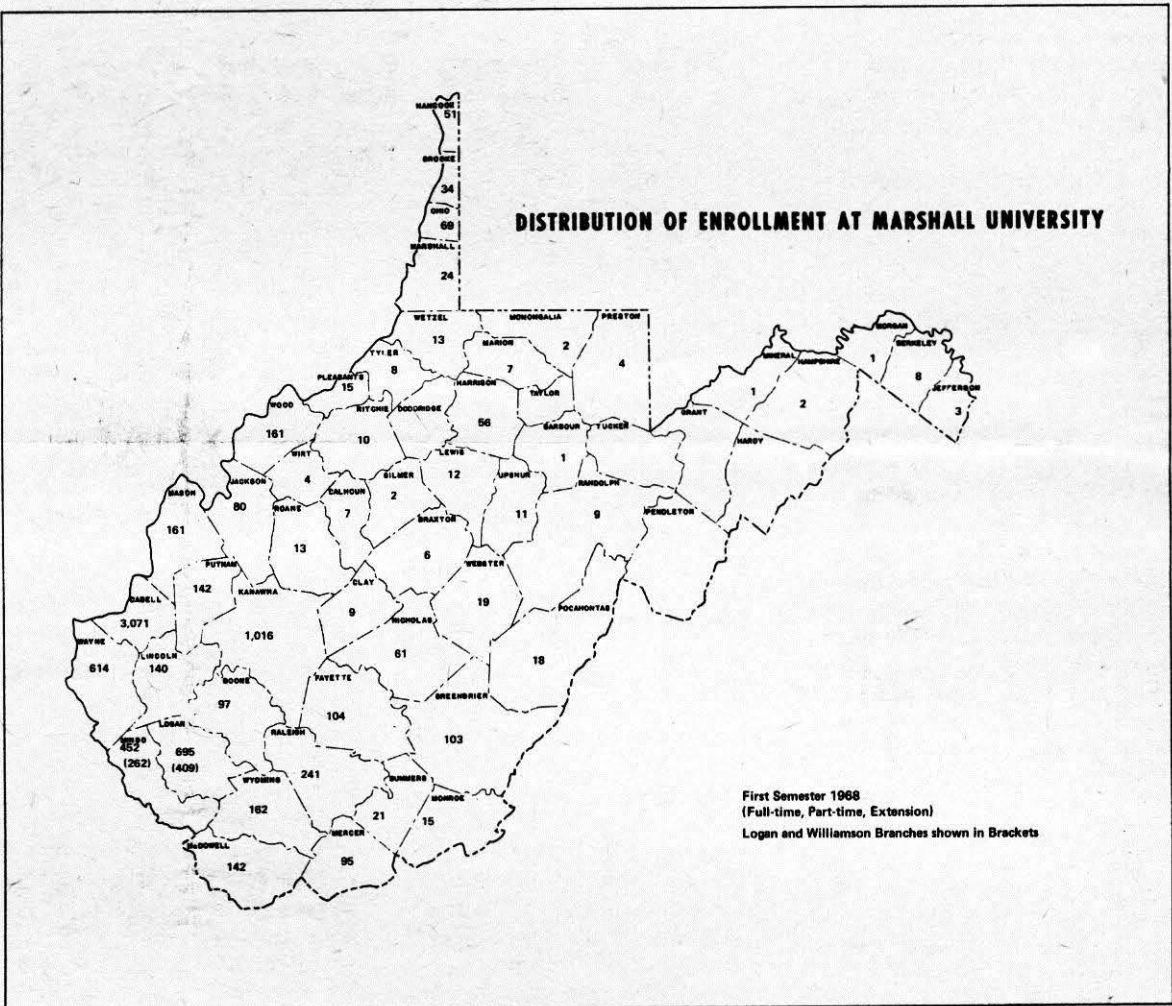 HANCOCK
51
BROOKE
34
OHIO
69
DISTRIBUTION OF ENROLLMENT AT MARSHALL UNIVERSITY
MARSHALL
24
WETZEL
13
MONONGALIA
2
PRESTON
4
MARION
7
TYLER
8
PLEASANTS
15
HARRISON
56
TAYLOR
DODDRIDGE
RITCHIE
10
WOOD
161
MORGAN
1
BERKELEY
8
JEFFERSON
3
MINERAL
1
HAMPSHIRE
2
GRANT
HARDY
BARBOUR
1
TUCKER
WIRT
4
LEWIS
12
GILMER
2
CALHOUN
7
UPSHUR
11
RANDOLPH
9
PENDLETON
JACKSON
80
MASON
161
ROANE
13
BRAXTON
6
WEBSTER
19
PUTNAM
142
KANAWHA
1,016
CLAY
9
NICHOLAS
61
POCAHONTAS
18
CABELL
3,071
WAYNE
614
LINCOLN
140
BOONE
97
FAYETTE
104
GREENBRIER
103
LOGAN
695
(409)
MINGO
452
(262)
RALEIGH
241
WYOMING
162
SUMMERS
21
MONROE
15
MERCER
95
McDOWELL
142
First Semester 1968
(Full-time, Part-time, Extension)
Logan and Williamson Branches shown in Brackets